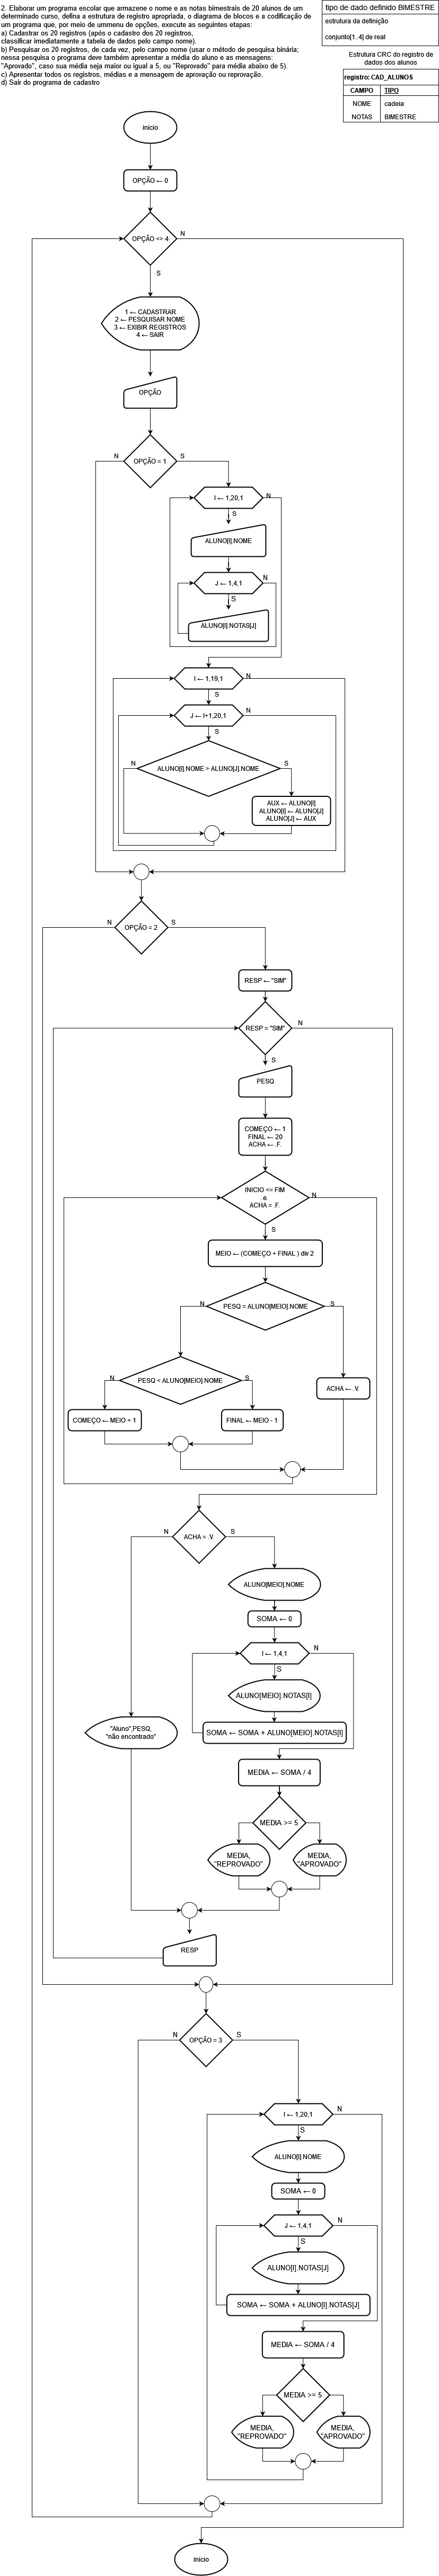 2. Elaborar um programa escolar que armazene o nome e as notas bimestrais de 20 alunos de um
determinado curso, defina a estrutura de registro apropriada, o diagrama de blocos e a codificação de
um programa que, por meio de ummenu de opções, execute as seguintes etapas:
a) Cadastrar os 20 registros (após o cadastro dos 20 registros,
classificar imediatamente a tabela de dados pelo campo nome).
b) Pesquisar os 20 registros, de cada vez, pelo campo nome (usar o método de pesquisa binária;
nessa pesquisa o programa deve também apresentar a média do aluno e as mensagens:
"Aprovado", caso sua média seja maior ou igual a 5, ou "Reprovado" para média abaixo de 5).
c) Apresentar todos os registros, médias e a mensagem de aprovação ou reprovação.
d) Sair do programa de cadastro
tipo de dado definido BIMESTRE
estrutura da definição
conjunto[1..4] de real
Estrutura CRC do registro de
dados dos alunos
registro: CAD_ALUNOS
CAMPO TIPO
NOME cadeia
NOTAS BIMESTRE
inicio
OPÇÃO ← 0
OPÇÃO <> 4
N
S
1 ← CADASTRAR
2 ← PESQUISAR NOME
3 ← EXIBIR REGISTROS
4 ← SAIR
OPÇÃO
N
OPÇÃO = 1
S
I ← 1,20,1
N
S
ALUNO[I].NOME
J ← 1,4,1
N
S
ALUNO[I].NOTAS[J]
I ← 1,19,1
N
S
J ← I+1,20,1
N
S
N
ALUNO[I].NOME > ALUNO[J].NOME
S
AUX ← ALUNO[I]
ALUNO[I] ← ALUNO[J]
ALUNO[J] ← AUX
N
OPÇÃO = 2
S
RESP ← "SIM"
RESP = "SIM"
N
S
PESQ
COMEÇO ← 1
FINAL ← 20
ACHA ← .F.
INICIO <= FIM
.e.
ACHA = .F.
N
S
MEIO ← (COMEÇO + FINAL ) div 2
N
PESQ = ALUNO[MEIO].NOME
S
N
PESQ < ALUNO[MEIO].NOME
S
ACHA ← .V.
COMEÇO ← MEIO + 1
FINAL ← MEIO - 1
N
ACHA = .V.
S
ALUNO[MEIO].NOME
SOMA ← 0
I ← 1,4,1
N
S
ALUNO[MEIO].NOTAS[I]
"Aluno",PESQ,
"não encontrado"
SOMA ← SOMA + ALUNO[MEIO].NOTAS[I]
MEDIA ← SOMA / 4
MEDIA >= 5
MEDIA,
"REPROVADO"
MEDIA,
"APROVADO"
RESP
N
OPÇÃO = 3
S
I ← 1,20,1
N
S
ALUNO[I].NOME
SOMA ← 0
J ← 1,4,1
N
S
ALUNO[I].NOTAS[J]
SOMA ← SOMA + ALUNO[I].NOTAS[J]
MEDIA ← SOMA / 4
MEDIA >= 5
MEDIA,
"REPROVADO"
MEDIA,
"APROVADO"
inicio